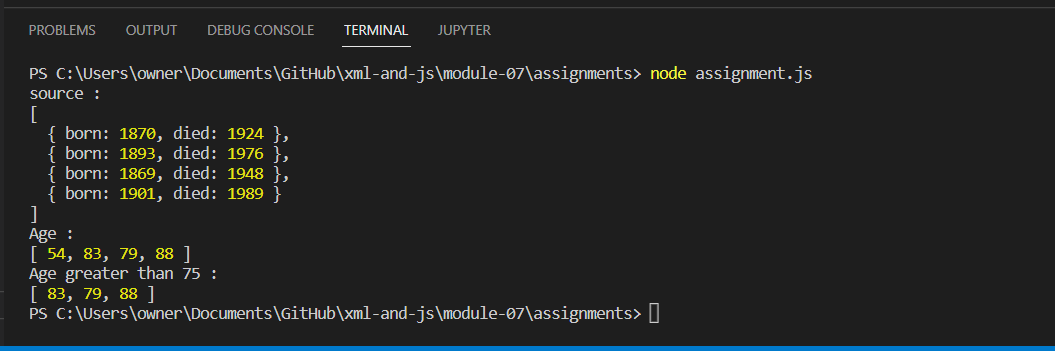 PROBLEMS OUTPUT DEBUG CONSOLE TERMINAL JUPYTER
PS C:\Users\owner\Documents\GitHub\xml-and-js\module-07\assignments> node assignment.js
source :
[
  { born: 1870, died: 1924 },
  { born: 1893, died: 1976 },
  { born: 1869, died: 1948 },
  { born: 1901, died: 1989 }
]
Age :
[ 54, 83, 79, 88 ]
Age greater than 75 :
[ 83, 79, 88 ]
PS C:\Users\owner\Documents\GitHub\xml-and-js\module-07\assignments>